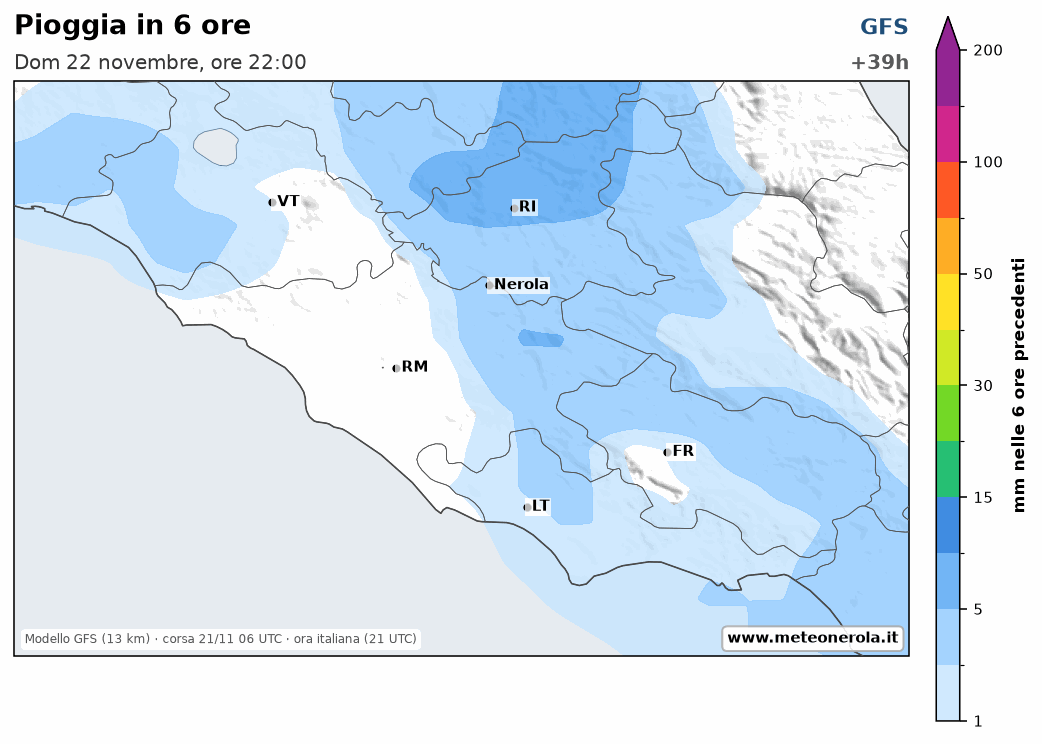 Pioggia in 6 ore
GFS
Dom 22 novembre, ore 22:00
+39h
VT
RI
Nerola
RM
FR
LT
200
100
50
30
15
5
1
mm nelle 6 ore precedenti
Modello GFS (13 km) · corsa 21/11 06 UTC · ora italiana (21 UTC)
www.meteonerola.it